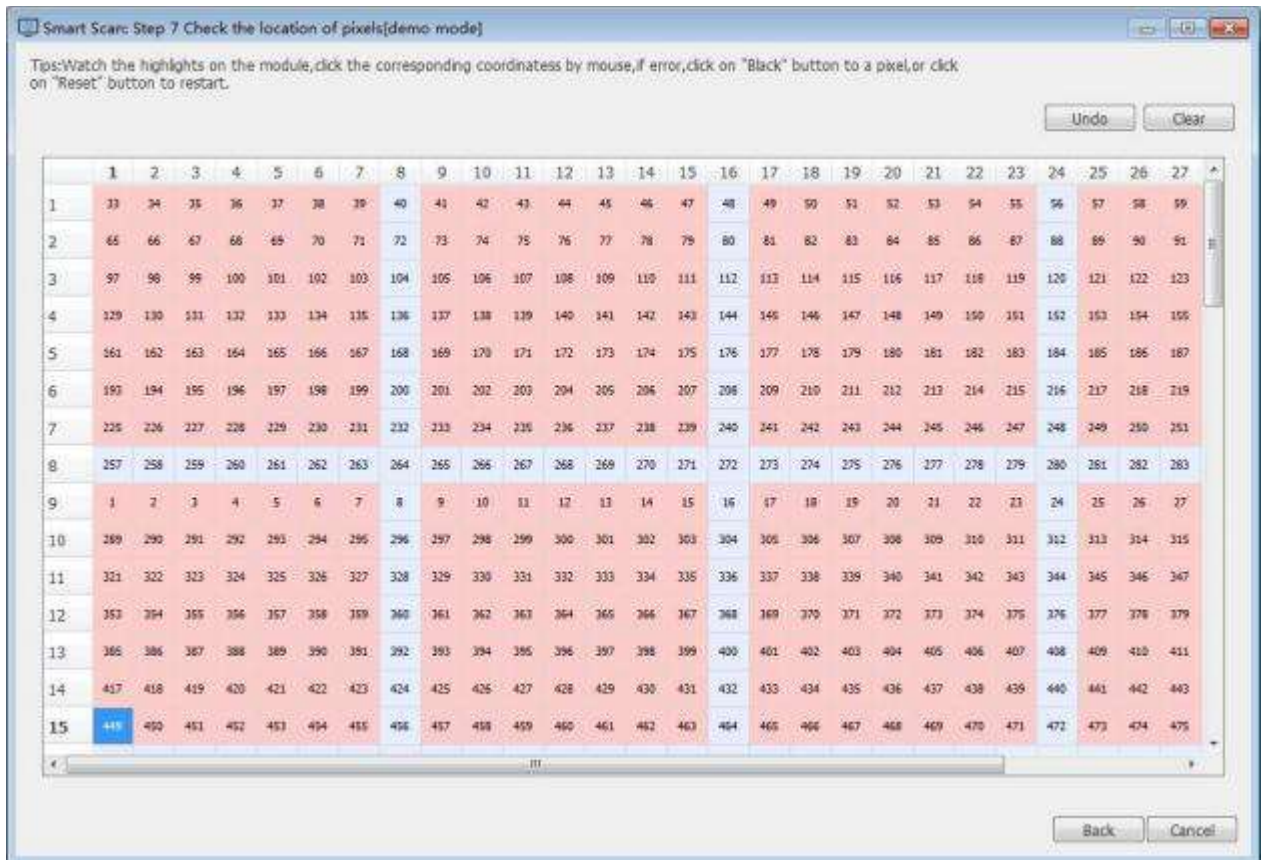 Smart Scan: Step 7 Check the location of pixels[demo mode]
Tips:Watch the highlights on the module,click the corresponding coordinatess by mouse,if error,click on "Black" button to a pixel,or click
on "Reset" button to restart.
Undo Clear
1 2 3 4 5 6 7 8 9 10 11 12 13 14 15 16 17 18 19 20 21 22 23 24 25 26 27
1 33 34 35 36 37 38 39 40 41 42 43 44 45 46 47 48 49 50 51 52 53 54 55 56 57 58 59
2 65 66 67 68 69 70 71 72 73 74 75 76 77 78 79 80 81 82 83 84 85 86 87 88 89 90 91
3 97 98 99 100 101 102 103 104 105 106 107 108 109 110 111 112 113 114 115 116 117 118 119 120 121 122 123
4 129 130 131 132 133 134 135 136 137 138 139 140 141 142 143 144 145 146 147 148 149 150 151 152 153 154 155
5 161 162 163 164 165 166 167 168 169 170 171 172 173 174 175 176 177 178 179 180 181 182 183 184 185 186 187
6 193 194 195 196 197 198 199 200 201 202 203 204 205 206 207 208 209 210 211 212 213 214 215 216 217 218 219
7 225 226 227 228 229 230 231 232 233 234 235 236 237 238 239 240 241 242 243 244 245 246 247 248 249 250 251
8 257 258 259 260 261 262 263 264 265 266 267 268 269 270 271 272 273 274 275 276 277 278 279 280 281 282 283
9 1 2 3 4 5 6 7 8 9 10 11 12 13 14 15 16 17 18 19 20 21 22 23 24 25 26 27
10 289 290 291 292 293 294 295 296 297 298 299 300 301 302 303 304 305 306 307 308 309 310 311 312 313 314 315
11 321 322 323 324 325 326 327 328 329 330 331 332 333 334 335 336 337 338 339 340 341 342 343 344 345 346 347
12 353 354 355 356 357 358 359 360 361 362 363 364 365 366 367 368 369 370 371 372 373 374 375 376 377 378 379
13 385 386 387 388 389 390 391 392 393 394 395 396 397 398 399 400 401 402 403 404 405 406 407 408 409 410 411
14 417 418 419 420 421 422 423 424 425 426 427 428 429 430 431 432 433 434 435 436 437 438 439 440 441 442 443
15 449 450 451 452 453 454 455 456 457 458 459 460 461 462 463 464 465 466 467 468 469 470 471 472 473 474 475
Back Cancel